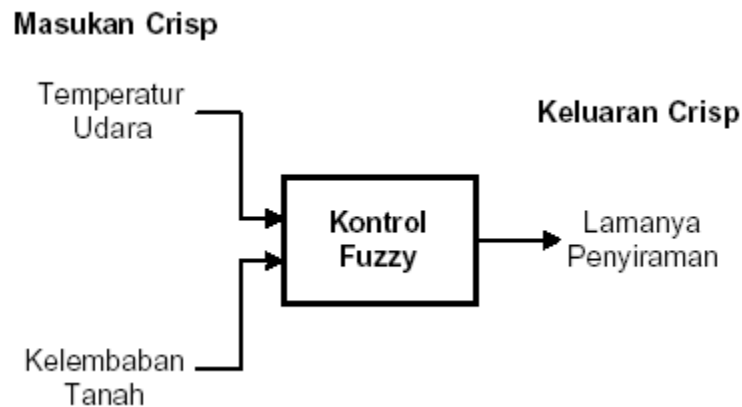 Masukan Crisp
Temperatur
Udara
Keluaran Crisp
Kontrol
Fuzzy
Lamanya
Penyiraman
Kelembaban
Tanah